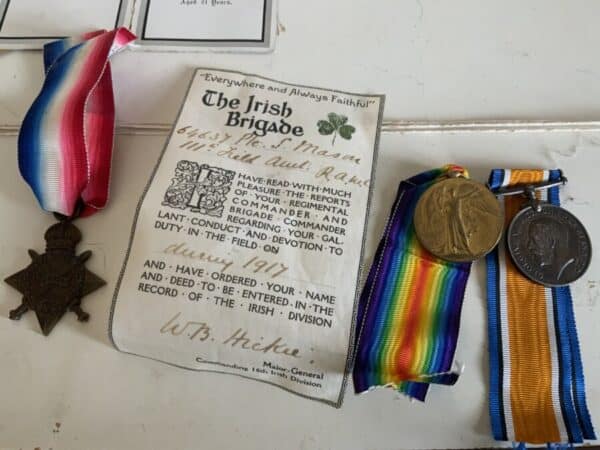 Aged 21 Years.
"Everywhere and Always Faithful"
The Irish
Brigade
64637 Pte. S. Mason
111th Field Amb. R.A.M.C
I HAVE·READ·WITH·MUCH
PLEASURE·THE·REPORTS
OF·YOUR·REGIMENTAL
COMMANDER·AND
BRIGADE·COMMANDER
REGARDING·YOUR·GAL-
LANT·CONDUCT·AND·DEVOTION·TO
DUTY·IN·THE·FIELD·ON
during 1917
AND·HAVE·ORDERED·YOUR·NAME
AND·DEED·TO·BE·ENTERED·IN·THE
RECORD·OF·THE·IRISH·DIVISION
W.B. Hickie.
Major-General
Commanding 16th Irish Division